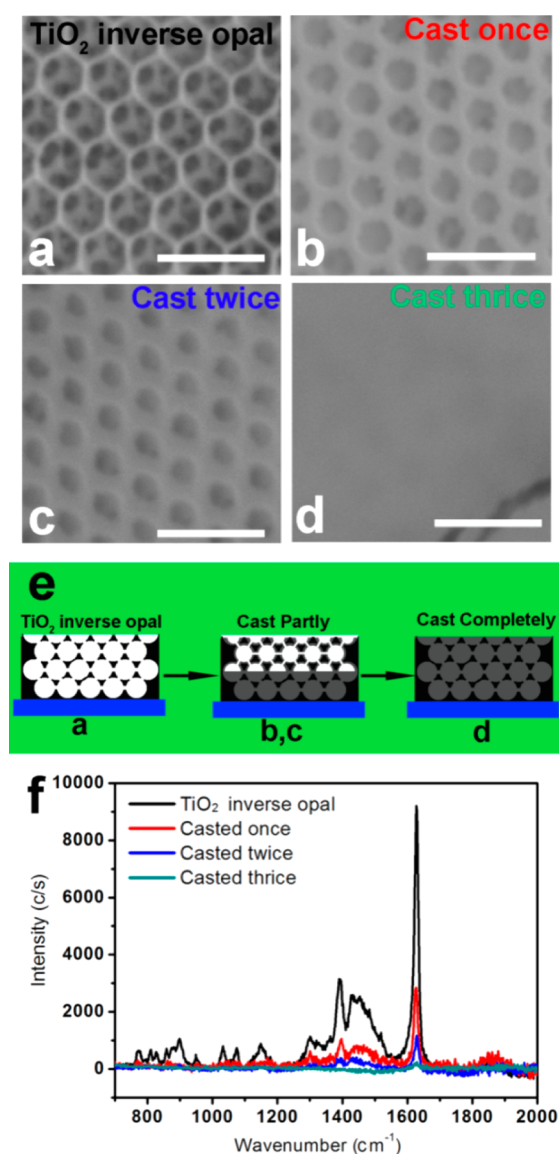 TiO₂ inverse opal
a
Cast once
b
Cast twice
c
Cast thrice
d
e
TiO₂ inverse opal
Cast Partly
Cast Completely
a
b,c
d
f
TiO₂ inverse opal
Casted once
Casted twice
Casted thrice
Intensity (c/s)
10000
8000
6000
4000
2000
0
800 1000 1200 1400 1600 1800 2000
Wavenumber (cm⁻¹)